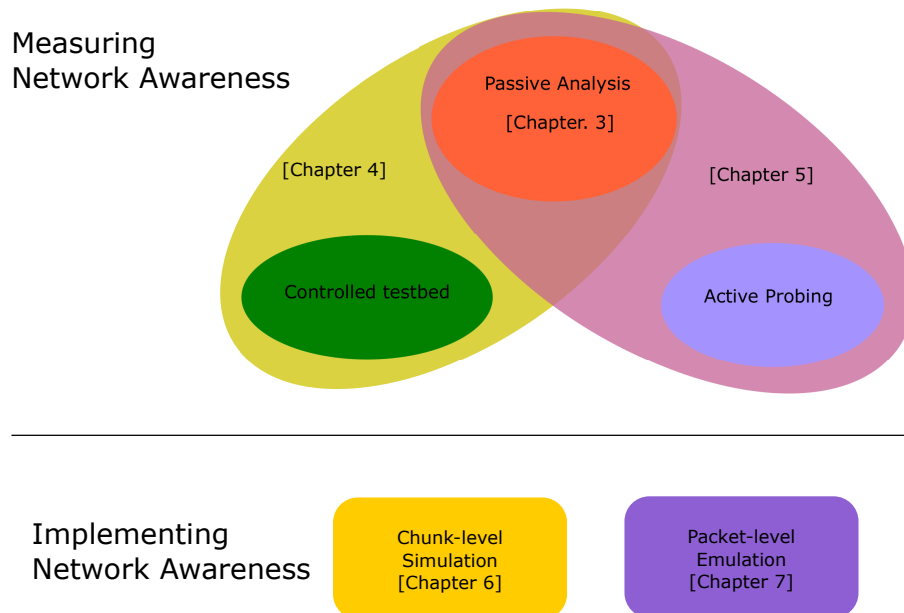 Measuring
Network Awareness
Passive Analysis
[Chapter. 3]
[Chapter 4]
[Chapter 5]
Controlled testbed
Active Probing
Implementing
Network Awareness
Chunk-level
Simulation
[Chapter 6]
Packet-level
Emulation
[Chapter 7]